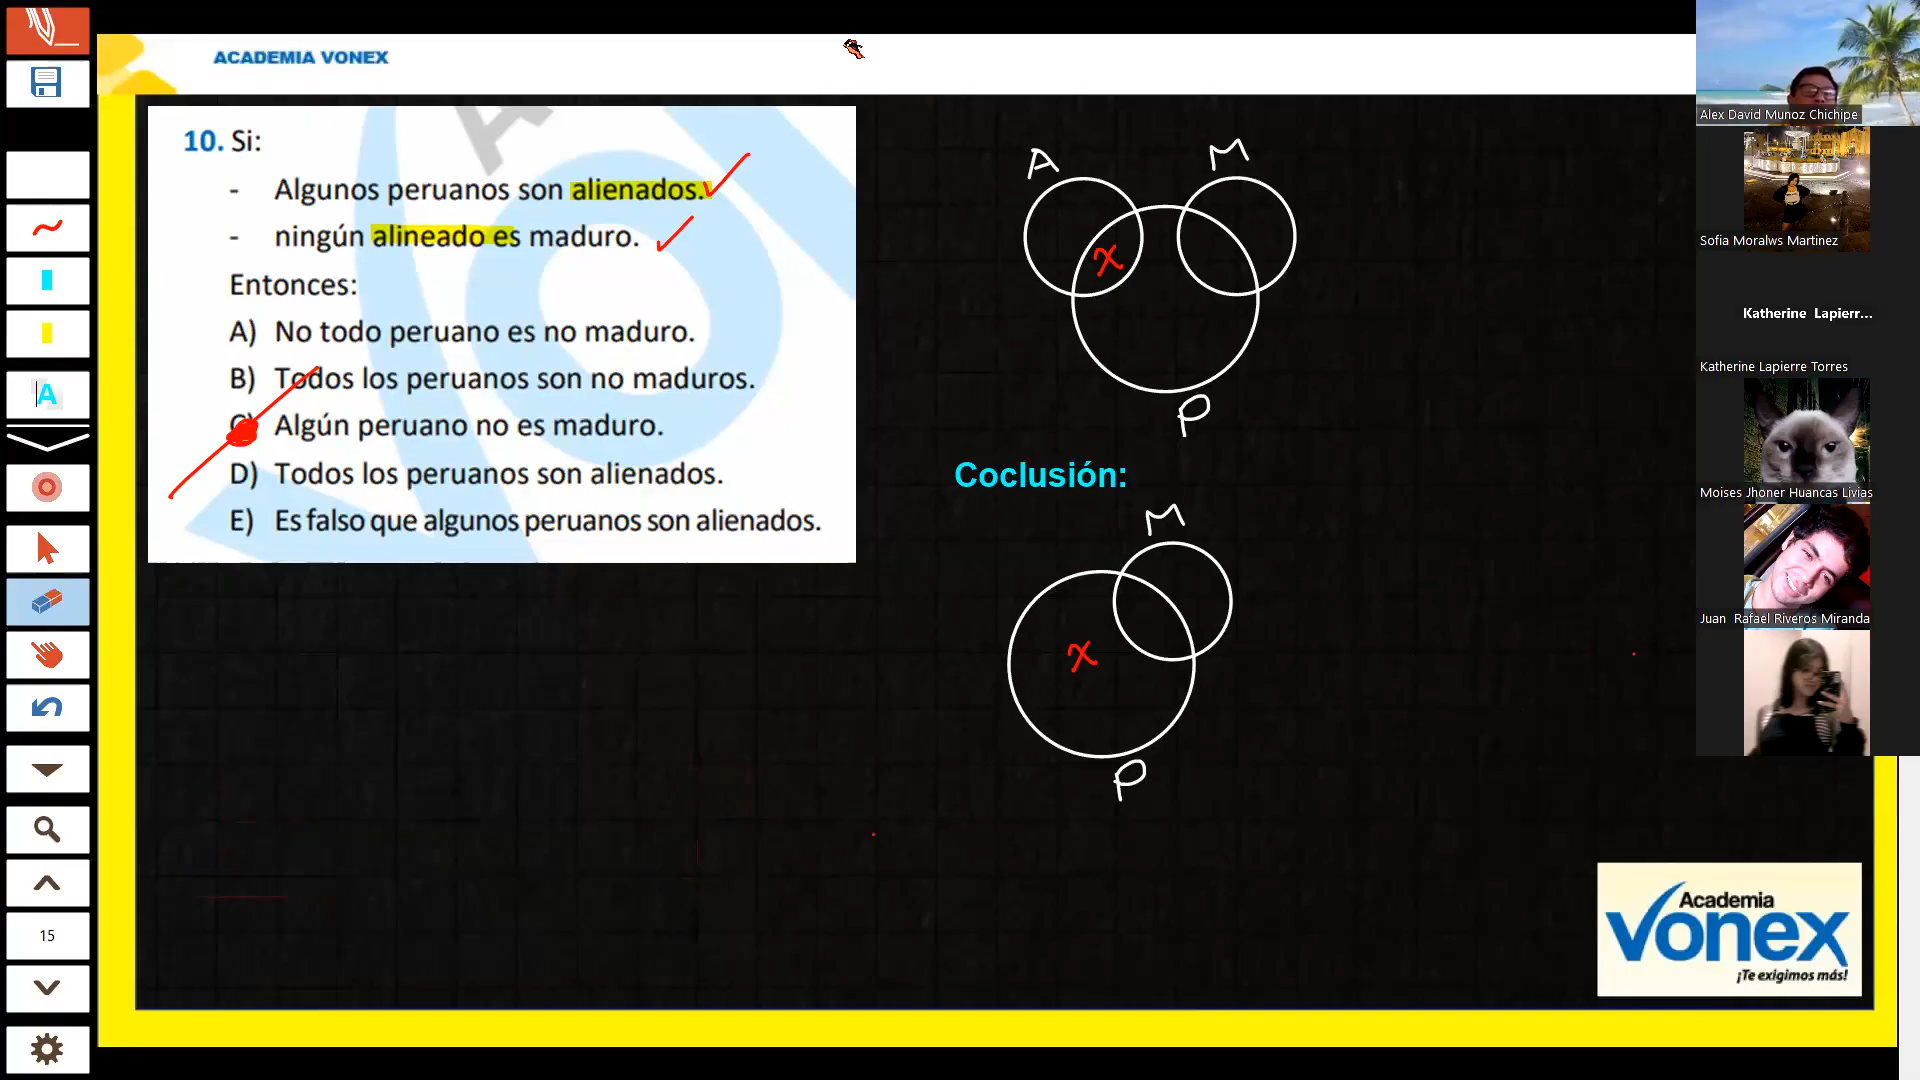 ACADEMIA VONEX
10. Si:
- Algunos peruanos son alienados.
- ningún alineado es maduro.
Entonces:
A) No todo peruano es no maduro.
B) Todos los peruanos son no maduros.
C) Algún peruano no es maduro.
D) Todos los peruanos son alienados.
E) Es falso que algunos peruanos son alienados.
A M
x
P
Coclusión:
M
x
P
Academia
vonex
¡Te exigimos más!
A
15
Alex David Munoz Chichipe
Sofia Moralws Martinez
Katherine Lapierr...
Katherine Lapierre Torres
Moises Jhoner Huancas Livias
Juan Rafael Riveros Miranda